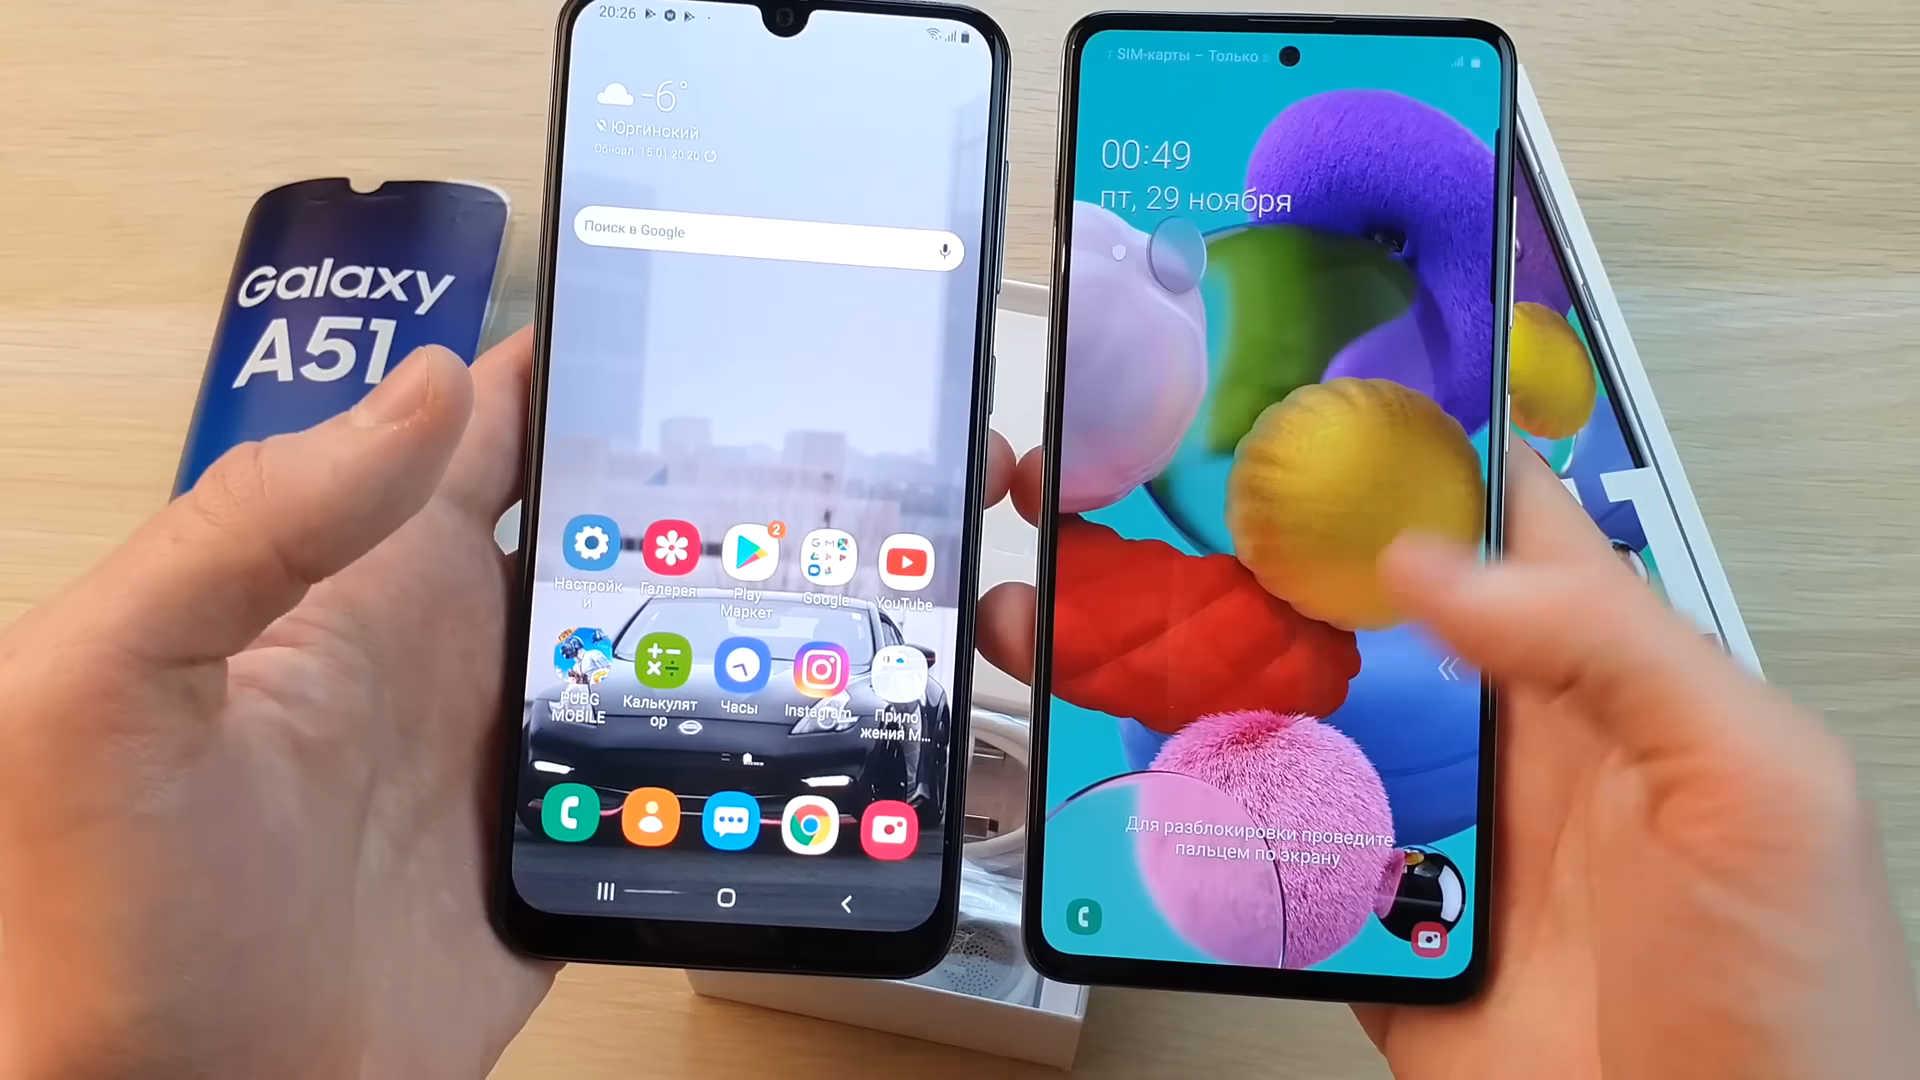 Galaxy
A51
20:26
-6°
Юргинский
Обновл. 15.01 20:20
Поиск в Google
Настройк
и
Галерея
Play
Маркет
2
Google
YouTube
PUBG
MOBILE
Калькулят
ор
Часы
Instagram
Прило
жения M...
SIM-карты – Только
00:49
пт, 29 ноября
Для разблокировки проведите
пальцем по экрану